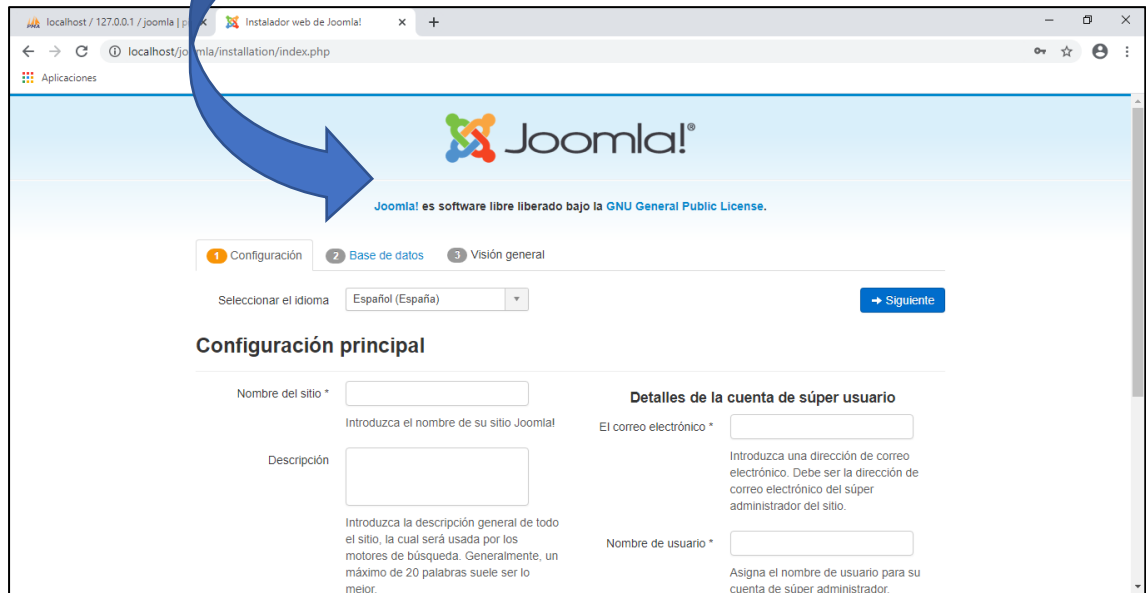 localhost / 127.0.0.1 / joomla | p
Instalador web de Joomla!
localhost/joomla/installation/index.php
Aplicaciones
Joomla!®
Joomla! es software libre liberado bajo la GNU General Public License.
1 Configuración 2 Base de datos 3 Visión general
Seleccionar el idioma Español (España) Siguiente
Configuración principal
Nombre del sitio *
Introduzca el nombre de su sitio Joomla!
Descripción
Introduzca la descripción general de todo
el sitio, la cual será usada por los
motores de búsqueda. Generalmente, un
máximo de 20 palabras suele ser lo
mejor.
Detalles de la cuenta de súper usuario
El correo electrónico *
Introduzca una dirección de correo
electrónico. Debe ser la dirección de
correo electrónico del súper
administrador del sitio.
Nombre de usuario *
Asigna el nombre de usuario para su
cuenta de súper administrador.